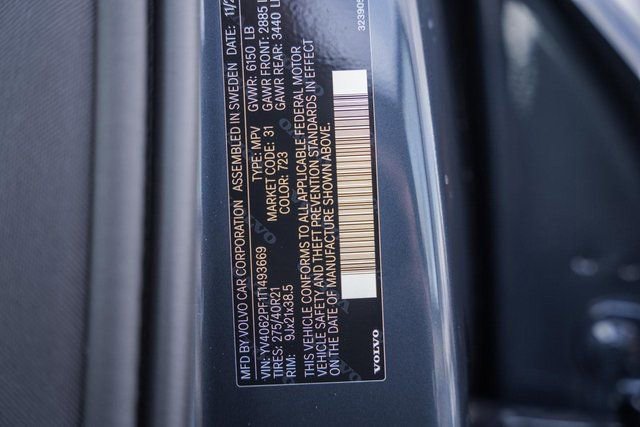 MFD BY VOLVO CAR CORPORATION ASSEMBLED IN SWEDEN DATE: 11/
VIN: YV4062PF1T1493669 TYPE: MPV GVWR: 6150 LB
TIRES: 275/40R21 MARKET CODE: 31 GAWR FRONT: 2885
RIM: 9Jx21x38.5 COLOR: 723 GAWR REAR: 3440
THIS VEHICLE CONFORMS TO ALL APPLICABLE FEDERAL MOTOR
VEHICLE SAFETY AND THEFT PREVENTION STANDARDS IN EFFECT
ON THE DATE OF MANUFACTURE SHOWN ABOVE.
VOLVO